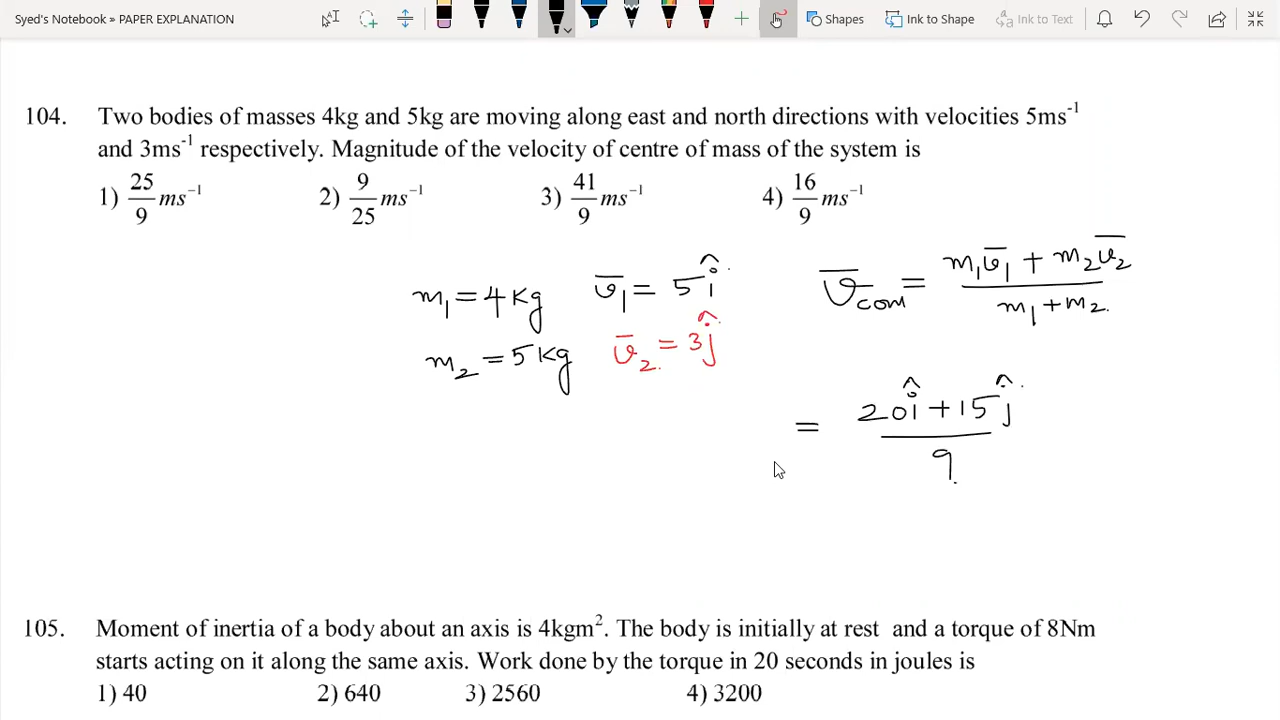 Syed's Notebook » PAPER EXPLANATION
Shapes Ink to Shape Ink to Text
104. Two bodies of masses 4kg and 5kg are moving along east and north directions with velocities 5ms⁻¹
and 3ms⁻¹ respectively. Magnitude of the velocity of centre of mass of the system is
1) 25/9 ms⁻¹ 2) 9/25 ms⁻¹ 3) 41/9 ms⁻¹ 4) 16/9 ms⁻¹
m₁ = 4 Kg v̅₁ = 5î v̅com = (m₁v̅₁ + m₂v̅₂)/(m₁ + m₂)
m₂ = 5 Kg v̅₂ = 3ĵ
= (20î + 15ĵ)/9
105. Moment of inertia of a body about an axis is 4kgm². The body is initially at rest and a torque of 8Nm
starts acting on it along the same axis. Work done by the torque in 20 seconds in joules is
1) 40 2) 640 3) 2560 4) 3200